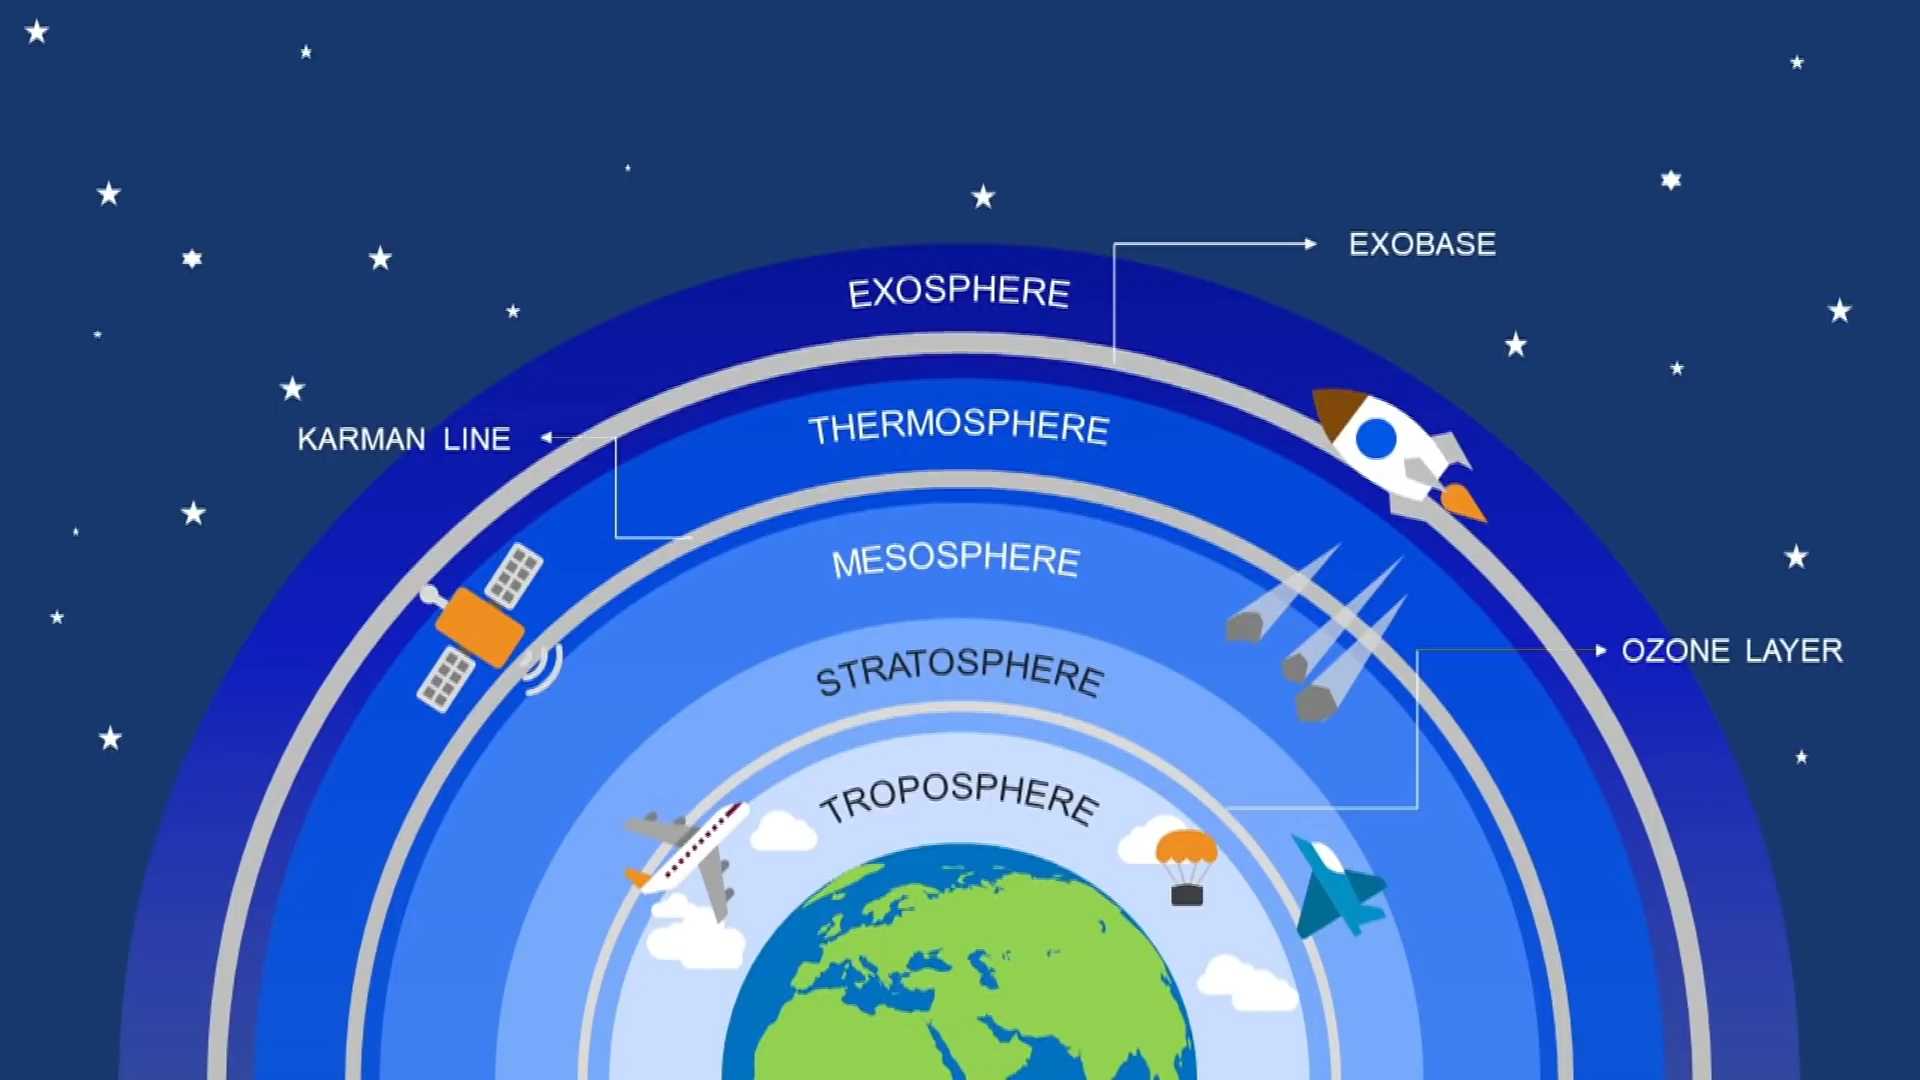 EXOBASE
EXOSPHERE
THERMOSPHERE
KARMAN LINE
MESOSPHERE
OZONE LAYER
STRATOSPHERE
TROPOSPHERE